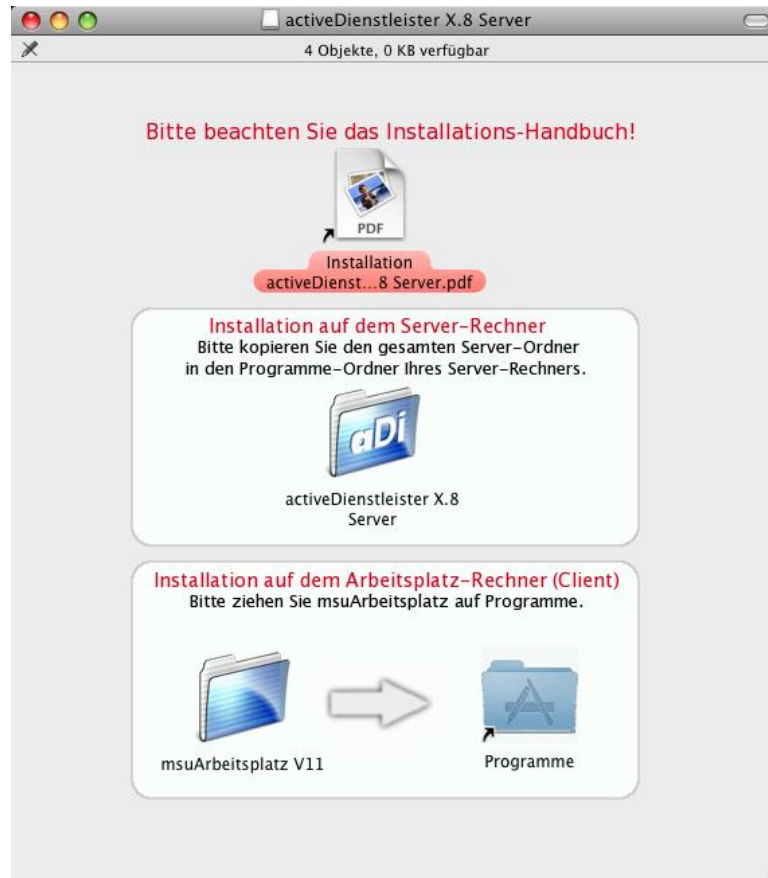 activeDienstleister X.8 Server
4 Objekte, 0 KB verfügbar
Bitte beachten Sie das Installations-Handbuch!
PDF
Installation
activeDienst...8 Server.pdf
Installation auf dem Server-Rechner
Bitte kopieren Sie den gesamten Server-Ordner
in den Programme-Ordner Ihres Server-Rechners.
aDi
activeDienstleister X.8
Server
Installation auf dem Arbeitsplatz-Rechner (Client)
Bitte ziehen Sie msuArbeitsplatz auf Programme.
msuArbeitsplatz V11
Programme